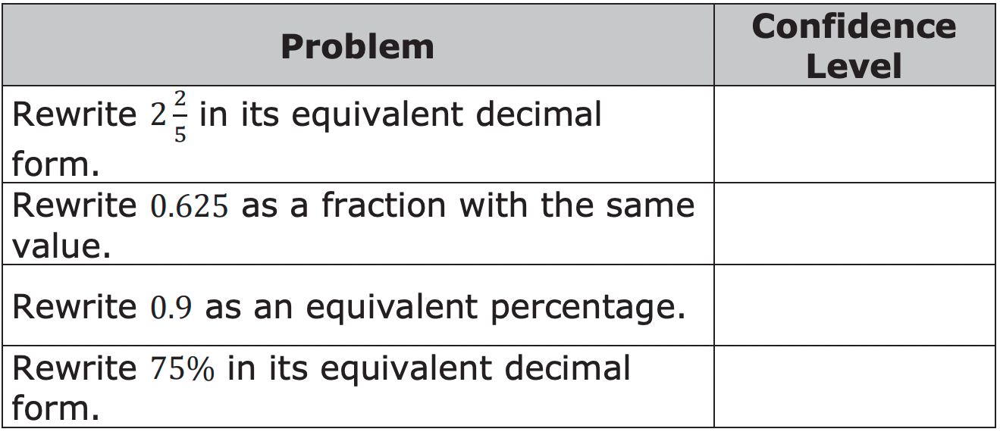 Problem
Confidence
Level
Rewrite 2 2/5 in its equivalent decimal
form.
Rewrite 0.625 as a fraction with the same
value.
Rewrite 0.9 as an equivalent percentage.
Rewrite 75% in its equivalent decimal
form.